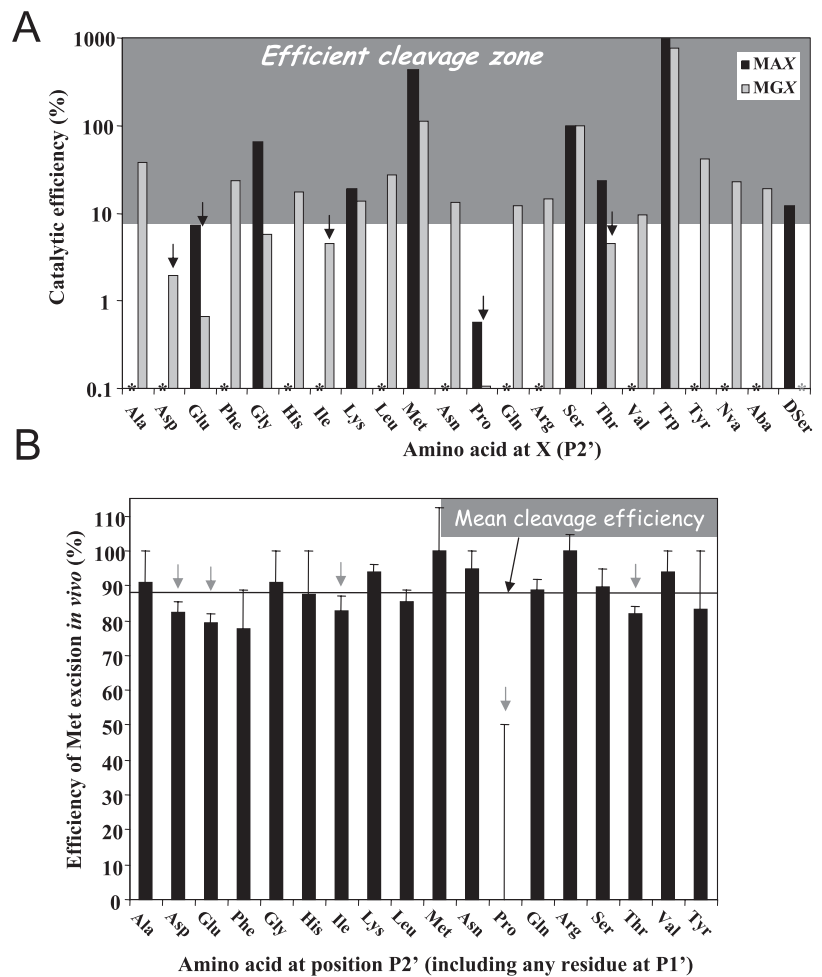 A
Efficient cleavage zone
MAX
MGX
Catalytic efficiency (%)
1000
100
10
1
0.1
* * * * * * * * * * * * * *
Ala Asp Glu Phe Gly His Ile Lys Leu Met Asn Pro Gln Arg Ser Thr Val Trp Tyr Nva Aba DSer
Amino acid at X (P2’)
B
Mean cleavage efficiency
Efficiency of Met excision in vivo (%)
110
100
90
80
70
60
50
40
30
20
10
0
Ala Asp Glu Phe Gly His Ile Lys Leu Met Asn Pro Gln Arg Ser Thr Val Tyr
Amino acid at position P2’ (including any residue at P1’)